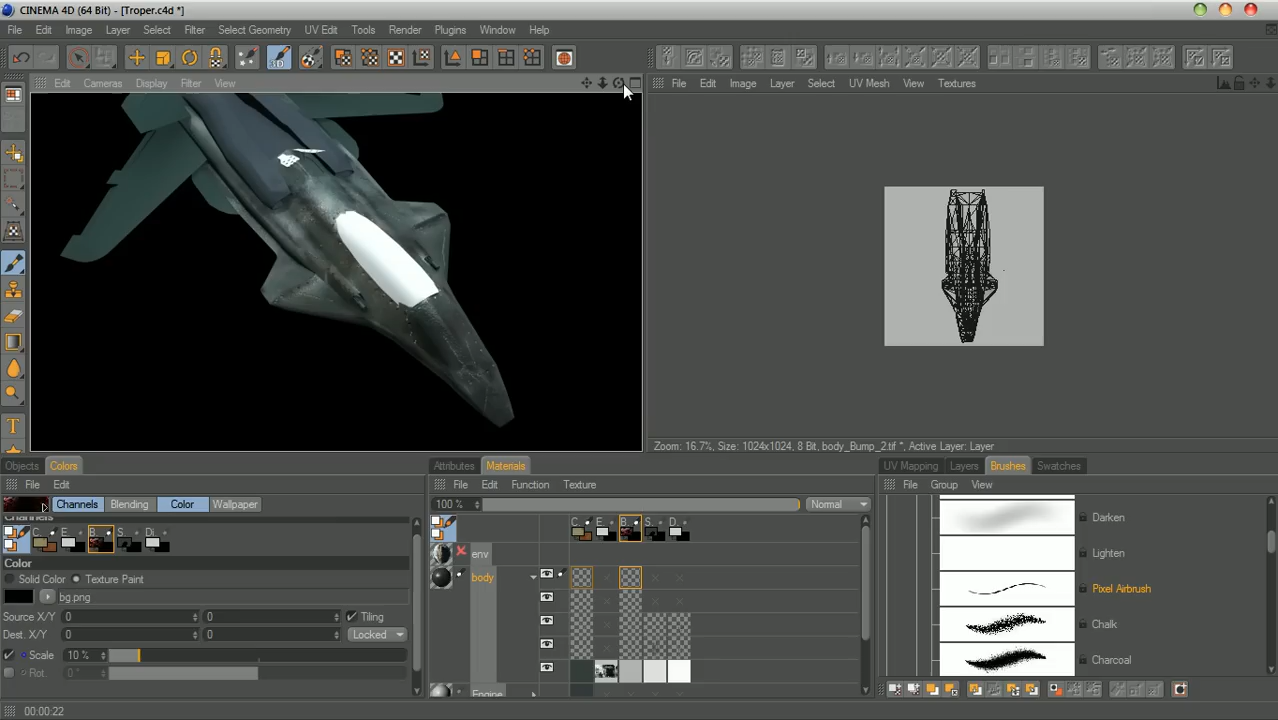 CINEMA 4D (64 Bit) - [Troper.c4d *]
File Edit Image Layer Select Filter Select Geometry UV Edit Tools Render Plugins Window Help
3D
Edit Cameras Display Filter View
File Edit Image Layer Select UV Mesh View Textures
T
Zoom: 16.7%, Size: 1024x1024, 8 Bit, body_Bump_2.tif *, Active Layer: Layer
Objects Colors
File Edit
Channels Blending Color Wallpaper
Channels
C. E. B. S Di
Color
Solid Color Texture Paint
bg.png
Source X/Y 0 0 Tiling
Dest. X/Y 0 0 Locked
Scale 10 %
Rot. 0 °
Attributes Materials
File Edit Function Texture
100 % Normal
C. E. B. S. D.
env
body
Engine
UV Mapping Layers Brushes Swatches
File Group View
Darken
Lighten
Pixel Airbrush
Chalk
Charcoal
00:00:22